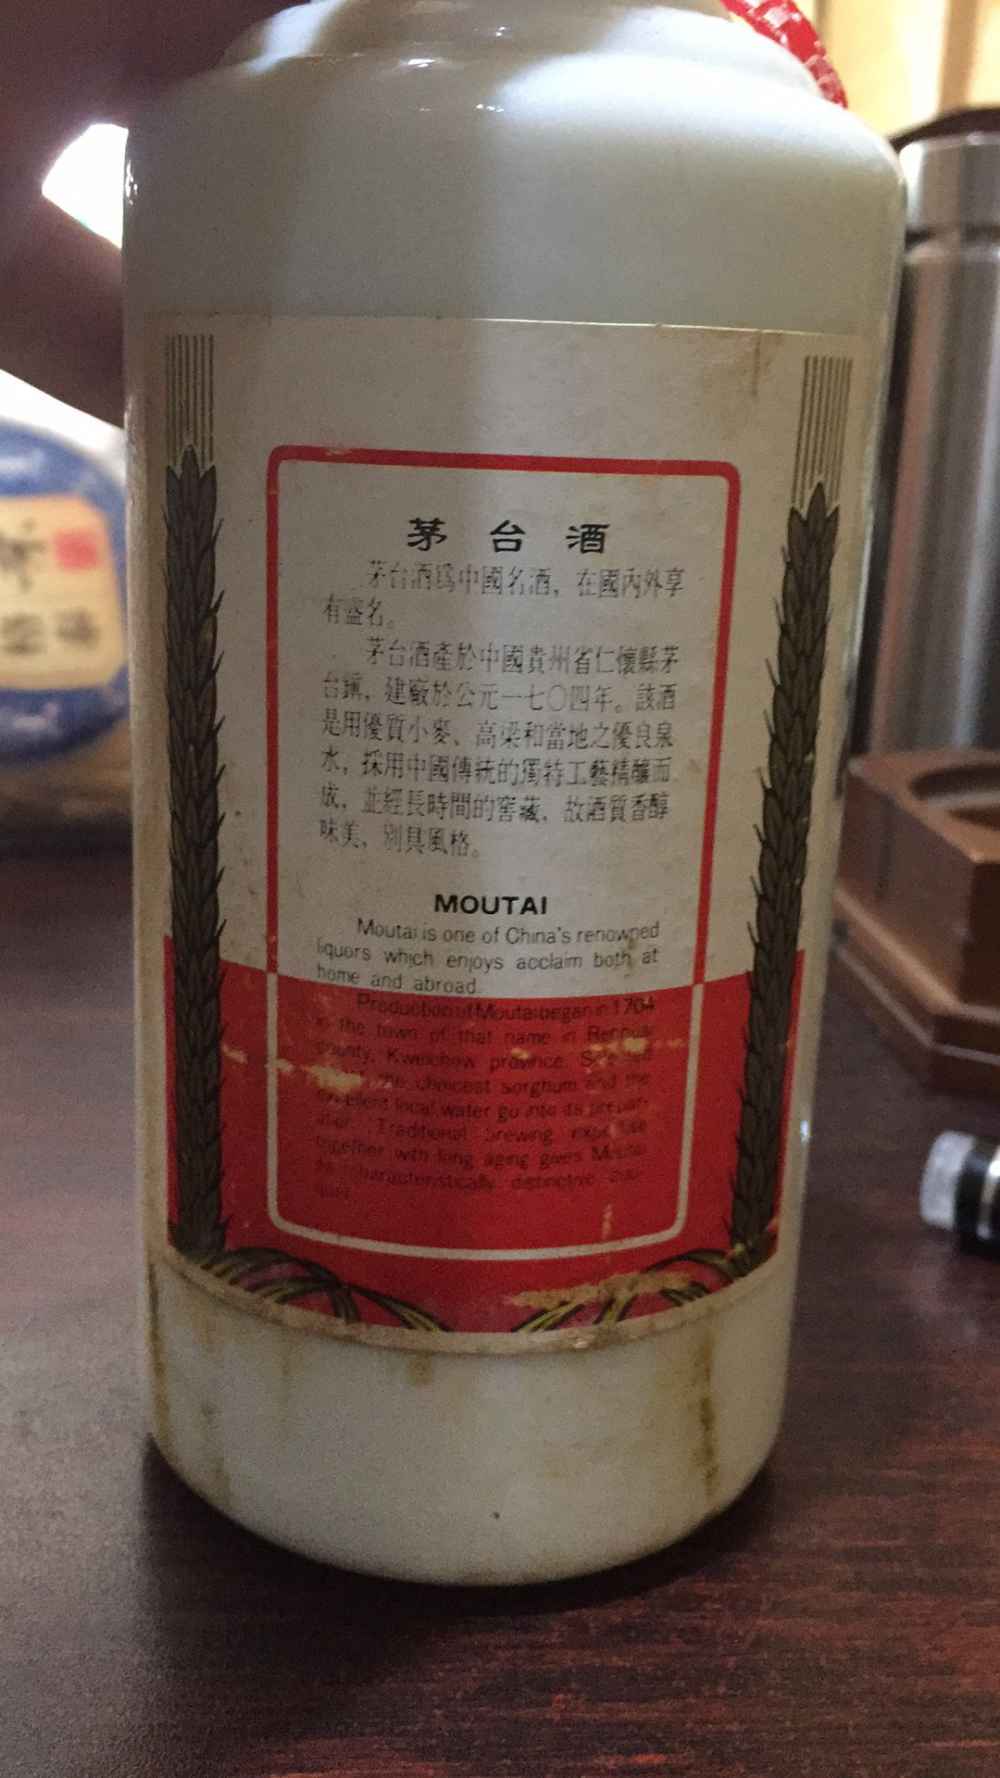 茅台酒
茅台酒爲中國名酒，在國內外享
有盛名。
茅台酒產於中國貴州省仁懷縣茅
台鎮，建廠於公元一七〇四年。該酒
是用優質小麥、高梁和當地之優良泉
水，採用中國傳統的獨特工藝精釀而
成，並經長時間的窖藏，故酒質香醇
味美，別具風格。
MOUTAI
Moutai is one of China's renowned
liquors which enjoys acclaim both at
home and abroad.
Production of Moutai began in 1704
in the town of that name in Renhuai
county, Kweichow province.
the choicest sorghum and the
excellent local water go into its prepar-
ation. Traditional brewing expertise
together with long aging gives Moutai
its characteristically distinctive